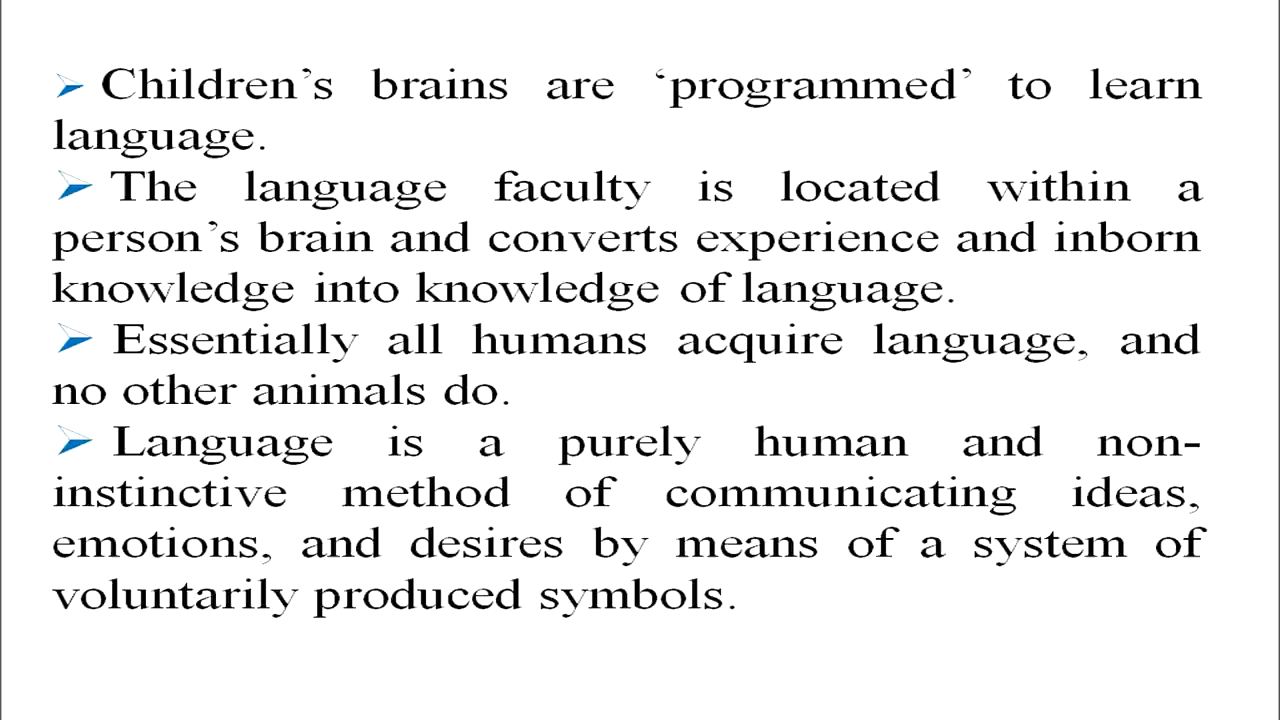 ➢ Children’s brains are ‘programmed’ to learn
language.
➢ The language faculty is located within a
person’s brain and converts experience and inborn
knowledge into knowledge of language.
➢ Essentially all humans acquire language, and
no other animals do.
➢ Language is a purely human and non-
instinctive method of communicating ideas,
emotions, and desires by means of a system of
voluntarily produced symbols.